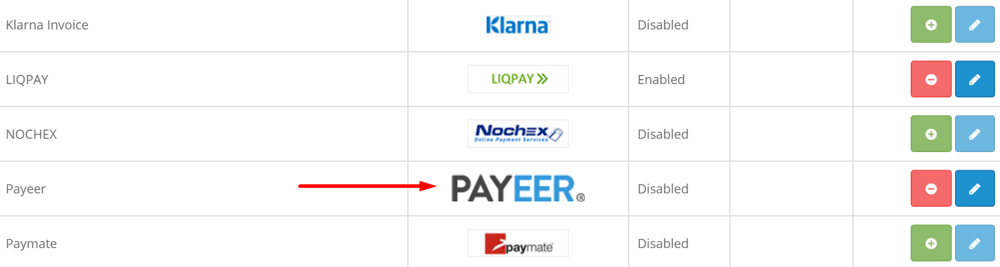 Klarna Invoice Klarna Disabled
LIQPAY LIQPAY Enabled
NOCHEX Nochex Disabled
Online Payment Services
Payeer PAYEER® Disabled
Paymate paymate Disabled